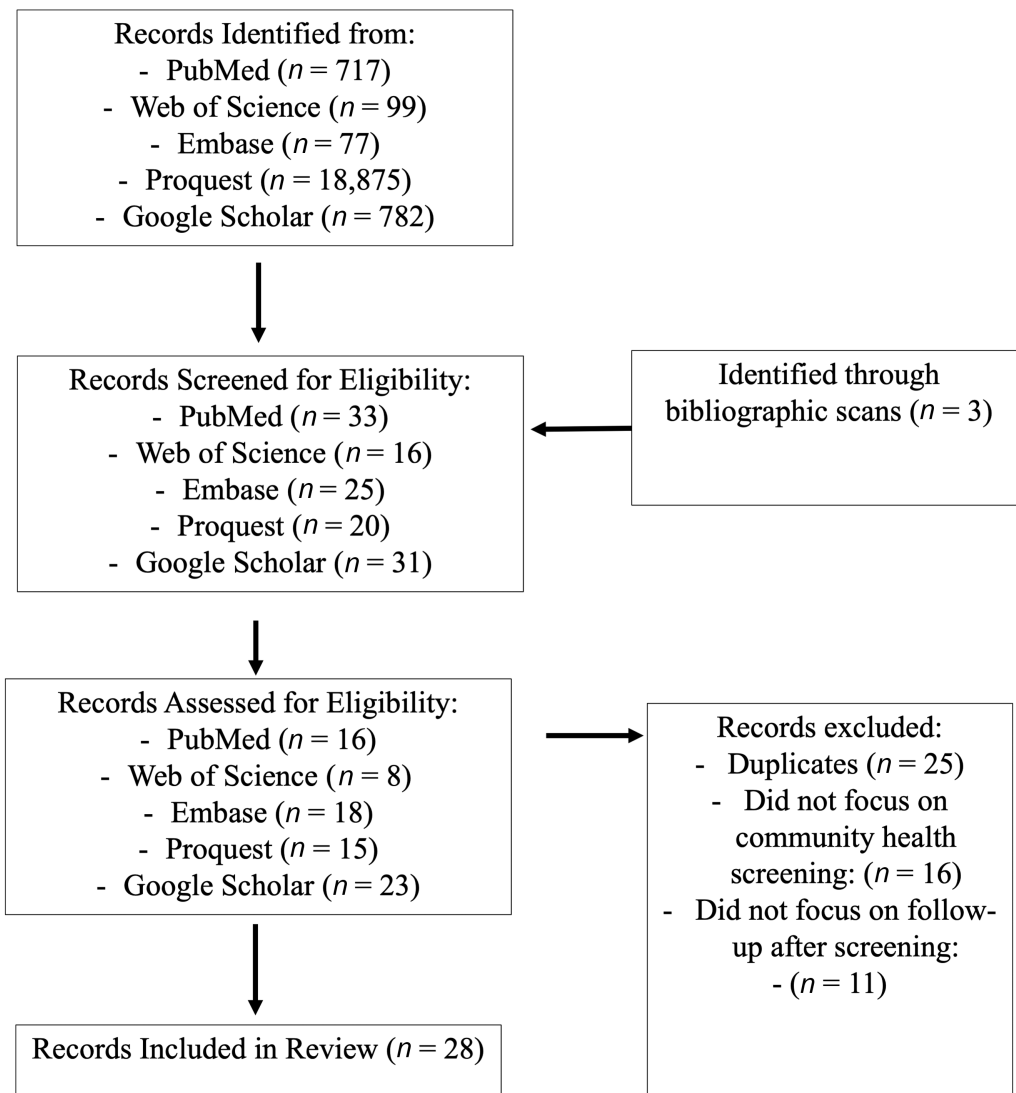 Records Identified from:
- PubMed (n = 717)
- Web of Science (n = 99)
- Embase (n = 77)
- Proquest (n = 18,875)
- Google Scholar (n = 782)
Records Screened for Eligibility:
- PubMed (n = 33)
- Web of Science (n = 16)
- Embase (n = 25)
- Proquest (n = 20)
- Google Scholar (n = 31)
Identified through
bibliographic scans (n = 3)
Records Assessed for Eligibility:
- PubMed (n = 16)
- Web of Science (n = 8)
- Embase (n = 18)
- Proquest (n = 15)
- Google Scholar (n = 23)
Records excluded:
- Duplicates (n = 25)
- Did not focus on
community health
screening: (n = 16)
- Did not focus on follow-
up after screening:
- (n = 11)
Records Included in Review (n = 28)